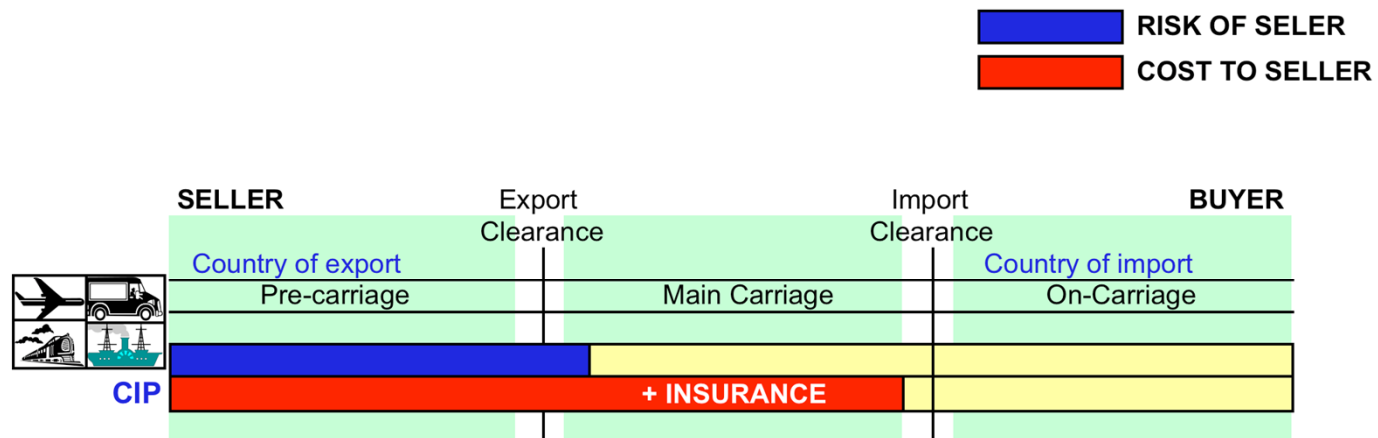 RISK OF SELER
COST TO SELLER
SELLER
Export
Clearance
Import
Clearance
BUYER
Country of export
Country of import
Pre-carriage
Main Carriage
On-Carriage
CIP
+ INSURANCE